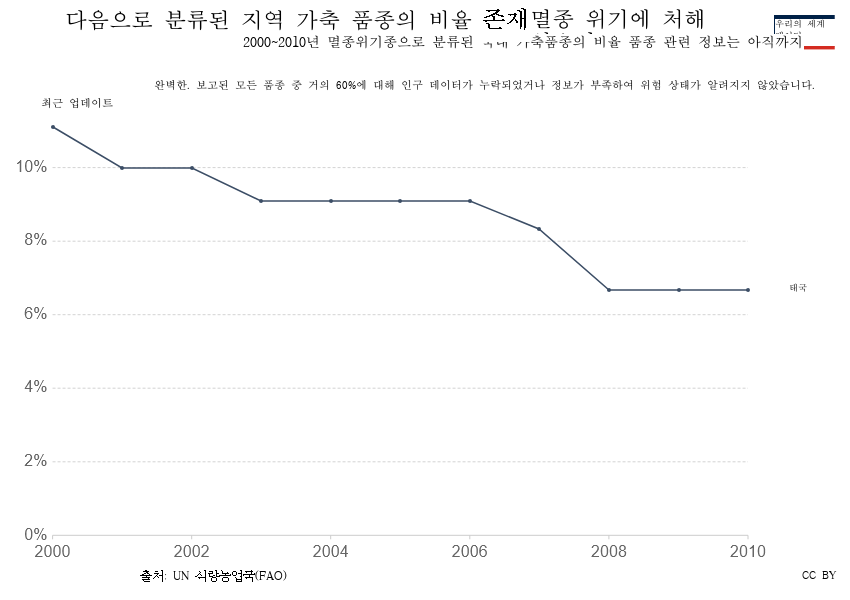 다음으로 분류된 지역 가축 품종의 비율 존재멸종 위기에 처해
우리의 세계
2000~2010년 멸종위기종으로 분류된 국내 가축품종의 비율 품종 관련 정보는 아직까지
완벽한. 보고된 모든 품종 중 거의 60%에 대해 인구 데이터가 누락되었거나 정보가 부족하여 위험 상태가 알려지지 않았습니다.
최근 업데이트
10%
8%
태국
6%
4%
2%
0%
2000 2002 2004 2006 2008 2010
출처: UN 식량농업국(FAO)
CC BY